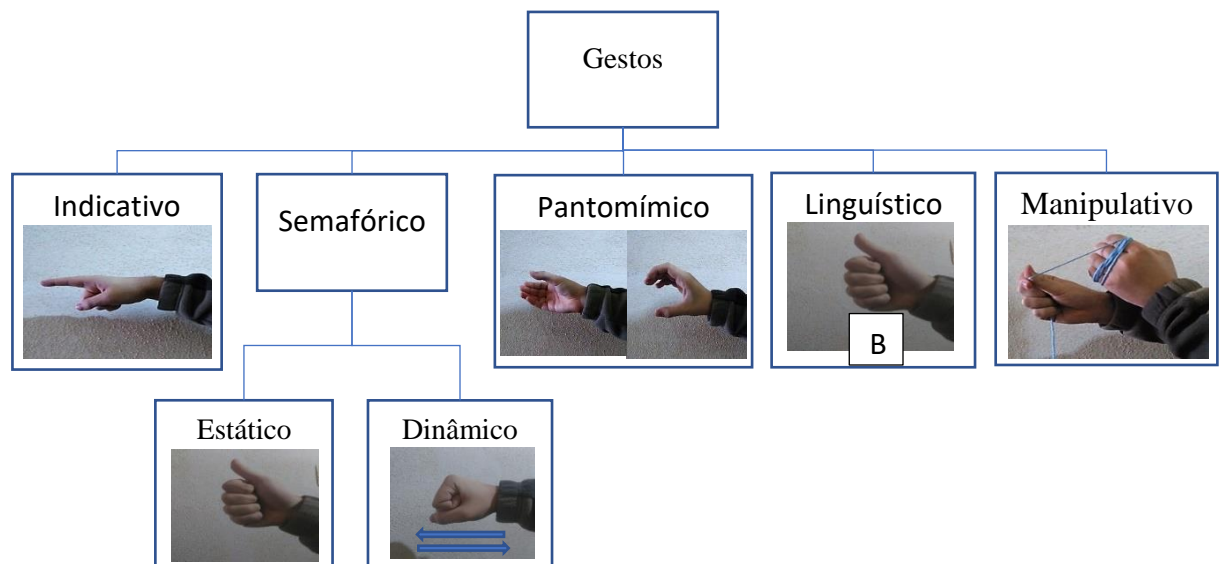 Gestos
Indicativo
Semafórico
Pantomímico
Linguístico
B
Manipulativo
Estático
Dinâmico